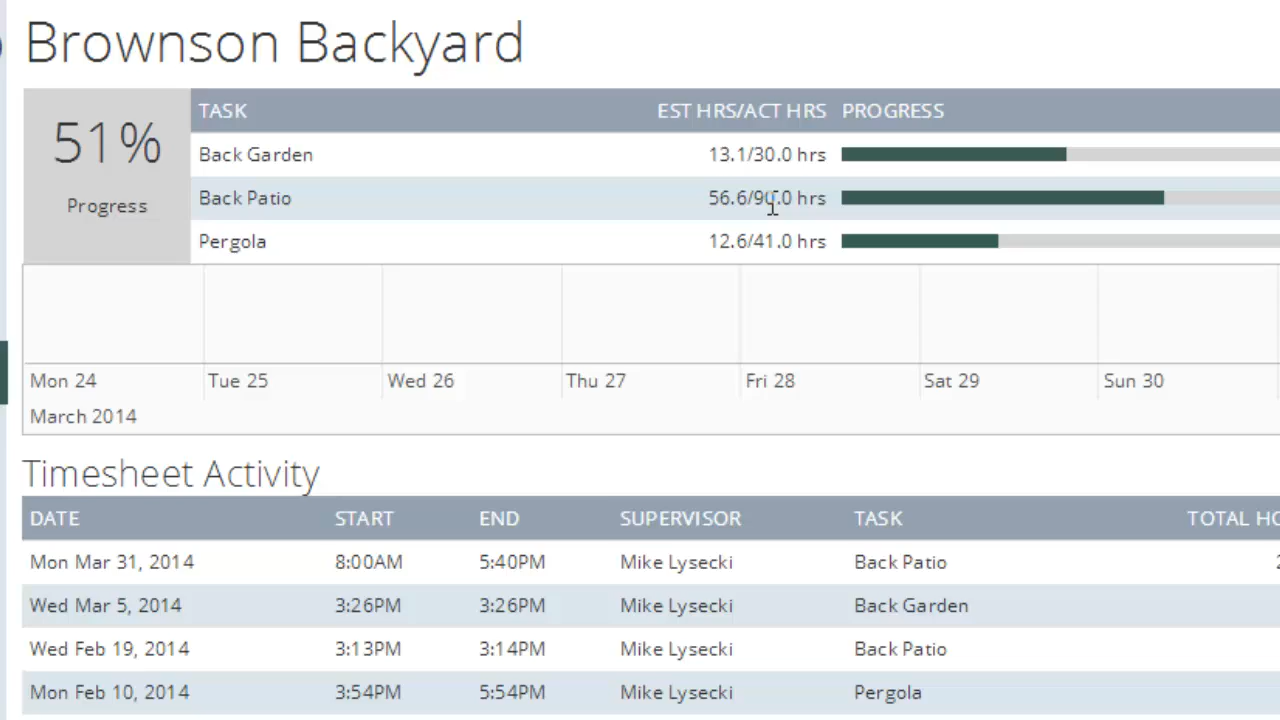 Brownson Backyard
51%
Progress
TASK EST HRS/ACT HRS PROGRESS
Back Garden 13.1/30.0 hrs
Back Patio 56.6/90.0 hrs
Pergola 12.6/41.0 hrs
Mon 24 Tue 25 Wed 26 Thu 27 Fri 28 Sat 29 Sun 30
March 2014
Timesheet Activity
DATE START END SUPERVISOR TASK TOTAL
Mon Mar 31, 2014 8:00AM 5:40PM Mike Lysecki Back Patio
Wed Mar 5, 2014 3:26PM 3:26PM Mike Lysecki Back Garden
Wed Feb 19, 2014 3:13PM 3:14PM Mike Lysecki Back Patio
Mon Feb 10, 2014 3:54PM 5:54PM Mike Lysecki Pergola